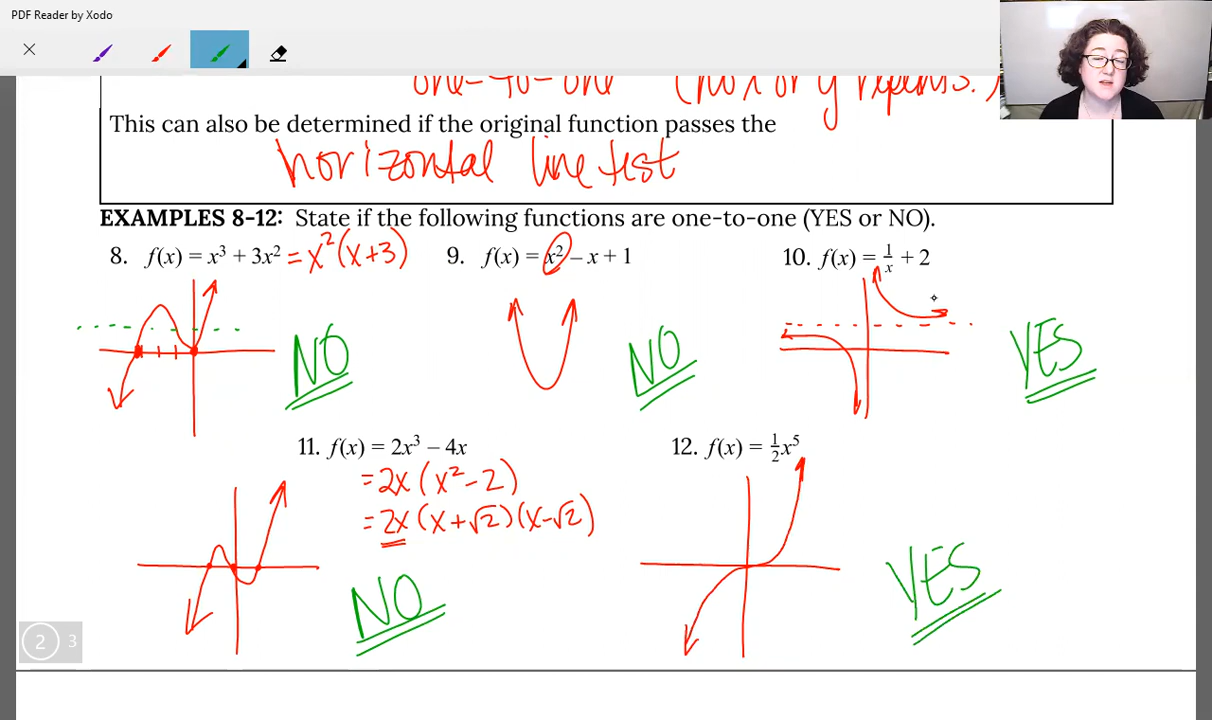 PDF Reader by Xodo
one-to-one (no x or y repeats.)
This can also be determined if the original function passes the
horizontal line test
EXAMPLES 8-12: State if the following functions are one-to-one (YES or NO).
8. f(x) = x³ + 3x² = x²(x+3)
9. f(x) = x² – x + 1
10. f(x) = 1/x + 2
NO
NO
YES
11. f(x) = 2x³ – 4x
= 2x(x² - 2)
= 2x(x+√2)(x-√2)
12. f(x) = 1/2 x⁵
NO
YES
2 3